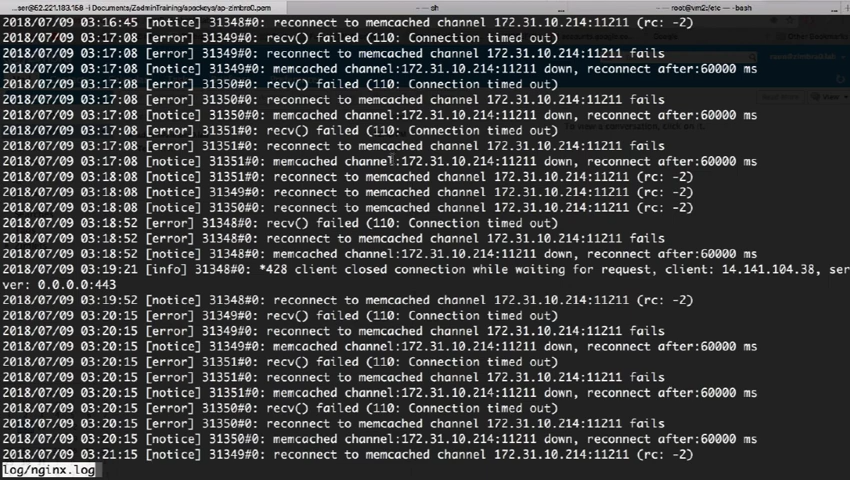 ...ser@52.221.183.158 -i Documents/ZadminTraining/apackeys/ap-zimbra0.pem
-- sh
-- root@vm2:/etc -- -bash
2018/07/09 03:16:45 [notice] 31348#0: reconnect to memcached channel 172.31.10.214:11211 (rc: -2)
2018/07/09 03:17:08 [error] 31349#0: recv() failed (110: Connection timed out)
2018/07/09 03:17:08 [error] 31349#0: reconnect to memcached channel 172.31.10.214:11211 fails
2018/07/09 03:17:08 [notice] 31349#0: memcached channel:172.31.10.214:11211 down, reconnect after:60000 ms
2018/07/09 03:17:08 [error] 31350#0: recv() failed (110: Connection timed out)
2018/07/09 03:17:08 [error] 31350#0: reconnect to memcached channel 172.31.10.214:11211 fails
2018/07/09 03:17:08 [notice] 31350#0: memcached channel:172.31.10.214:11211 down, reconnect after:60000 ms
2018/07/09 03:17:08 [error] 31351#0: recv() failed (110: Connection timed out)
2018/07/09 03:17:08 [error] 31351#0: reconnect to memcached channel 172.31.10.214:11211 fails
2018/07/09 03:17:08 [notice] 31351#0: memcached channel:172.31.10.214:11211 down, reconnect after:60000 ms
2018/07/09 03:18:08 [notice] 31351#0: reconnect to memcached channel 172.31.10.214:11211 (rc: -2)
2018/07/09 03:18:08 [notice] 31349#0: reconnect to memcached channel 172.31.10.214:11211 (rc: -2)
2018/07/09 03:18:08 [notice] 31350#0: reconnect to memcached channel 172.31.10.214:11211 (rc: -2)
2018/07/09 03:18:52 [error] 31348#0: recv() failed (110: Connection timed out)
2018/07/09 03:18:52 [error] 31348#0: reconnect to memcached channel 172.31.10.214:11211 fails
2018/07/09 03:18:52 [notice] 31348#0: memcached channel:172.31.10.214:11211 down, reconnect after:60000 ms
2018/07/09 03:19:21 [info] 31348#0: *428 client closed connection while waiting for request, client: 14.141.104.38, ser
ver: 0.0.0.0:443
2018/07/09 03:19:52 [notice] 31348#0: reconnect to memcached channel 172.31.10.214:11211 (rc: -2)
2018/07/09 03:20:15 [error] 31349#0: recv() failed (110: Connection timed out)
2018/07/09 03:20:15 [error] 31349#0: reconnect to memcached channel 172.31.10.214:11211 fails
2018/07/09 03:20:15 [notice] 31349#0: memcached channel:172.31.10.214:11211 down, reconnect after:60000 ms
2018/07/09 03:20:15 [error] 31351#0: recv() failed (110: Connection timed out)
2018/07/09 03:20:15 [error] 31351#0: reconnect to memcached channel 172.31.10.214:11211 fails
2018/07/09 03:20:15 [notice] 31351#0: memcached channel:172.31.10.214:11211 down, reconnect after:60000 ms
2018/07/09 03:20:15 [error] 31350#0: recv() failed (110: Connection timed out)
2018/07/09 03:20:15 [error] 31350#0: reconnect to memcached channel 172.31.10.214:11211 fails
2018/07/09 03:20:15 [notice] 31350#0: memcached channel:172.31.10.214:11211 down, reconnect after:60000 ms
2018/07/09 03:21:15 [notice] 31349#0: reconnect to memcached channel 172.31.10.214:11211 (rc: -2)
log/nginx.log